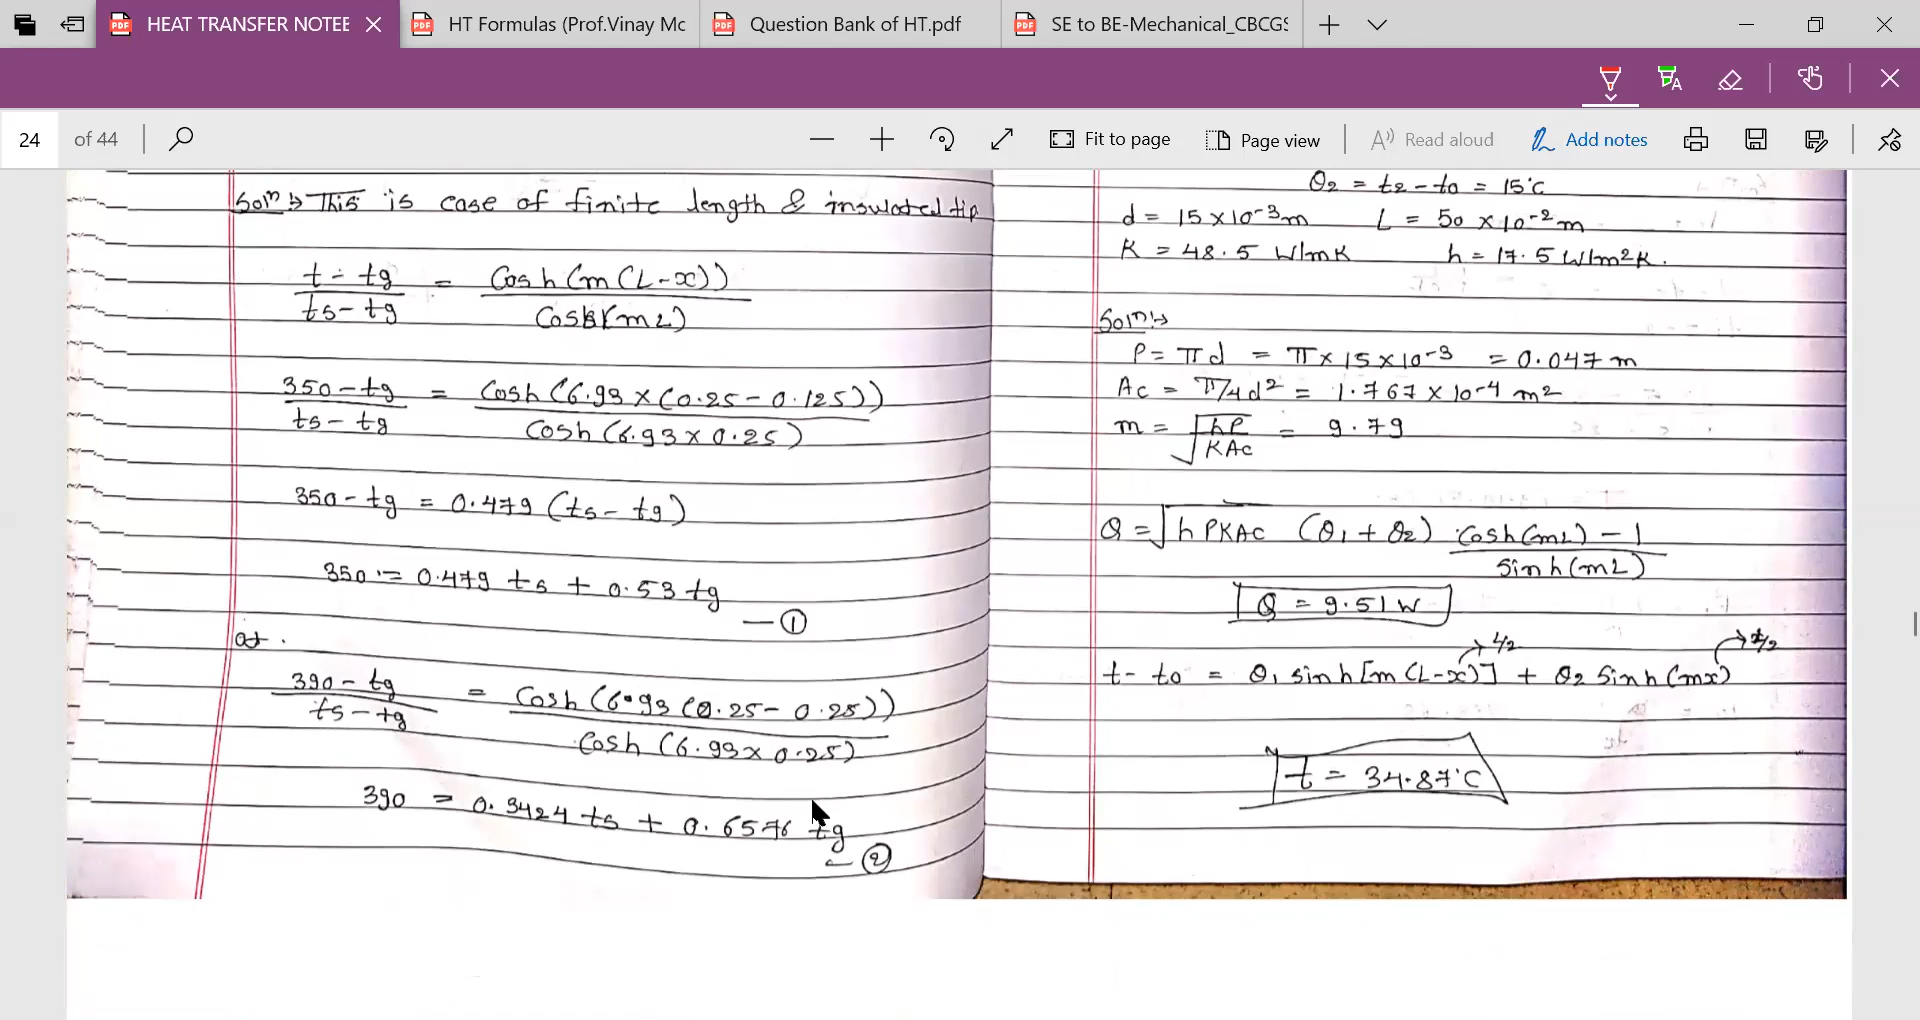 HEAT TRANSFER NOTEE
HT Formulas (Prof.Vinay Mc
Question Bank of HT.pdf
SE to BE-Mechanical_CBCGS
24 of 44
Fit to page
Page view
Read aloud
Add notes
Soln → This is case of finite length & insulated tip
t - tg / ts - tg = Cosh (m (L-x)) / Cosh (mL)
350 - tg / ts - tg = Cosh (6.93 × (0.25 - 0.125)) / Cosh (6.93 × 0.25)
350 - tg = 0.479 (ts - tg)
350 = 0.479 ts + 0.53 tg
— ①
at .
390 - tg / ts - tg = Cosh (6.93 (0.25 - 0.25)) / Cosh (6.93 × 0.25)
390 = 0.3424 ts + 0.6576 tg
— ②
θ2 = t2 - t0 = 15°C
d = 15 × 10-3 m L = 50 × 10-2 m
K = 48.5 W/mK h = 17.5 W/m2K.
Soln →
P = πd = π × 15 × 10-3 = 0.047 m
Ac = π/4 d2 = 1.767 × 10-4 m2
m = √hP / KAc = 9.79
Q = √hPKAc (θ1 + θ2) Cosh (mL) - 1 / sinh (mL)
Q = 9.51 W
L/2
t - t0 = θ1 sinh [m (L-x)] + θ2 Sinh (mx)
t = 34.87°C